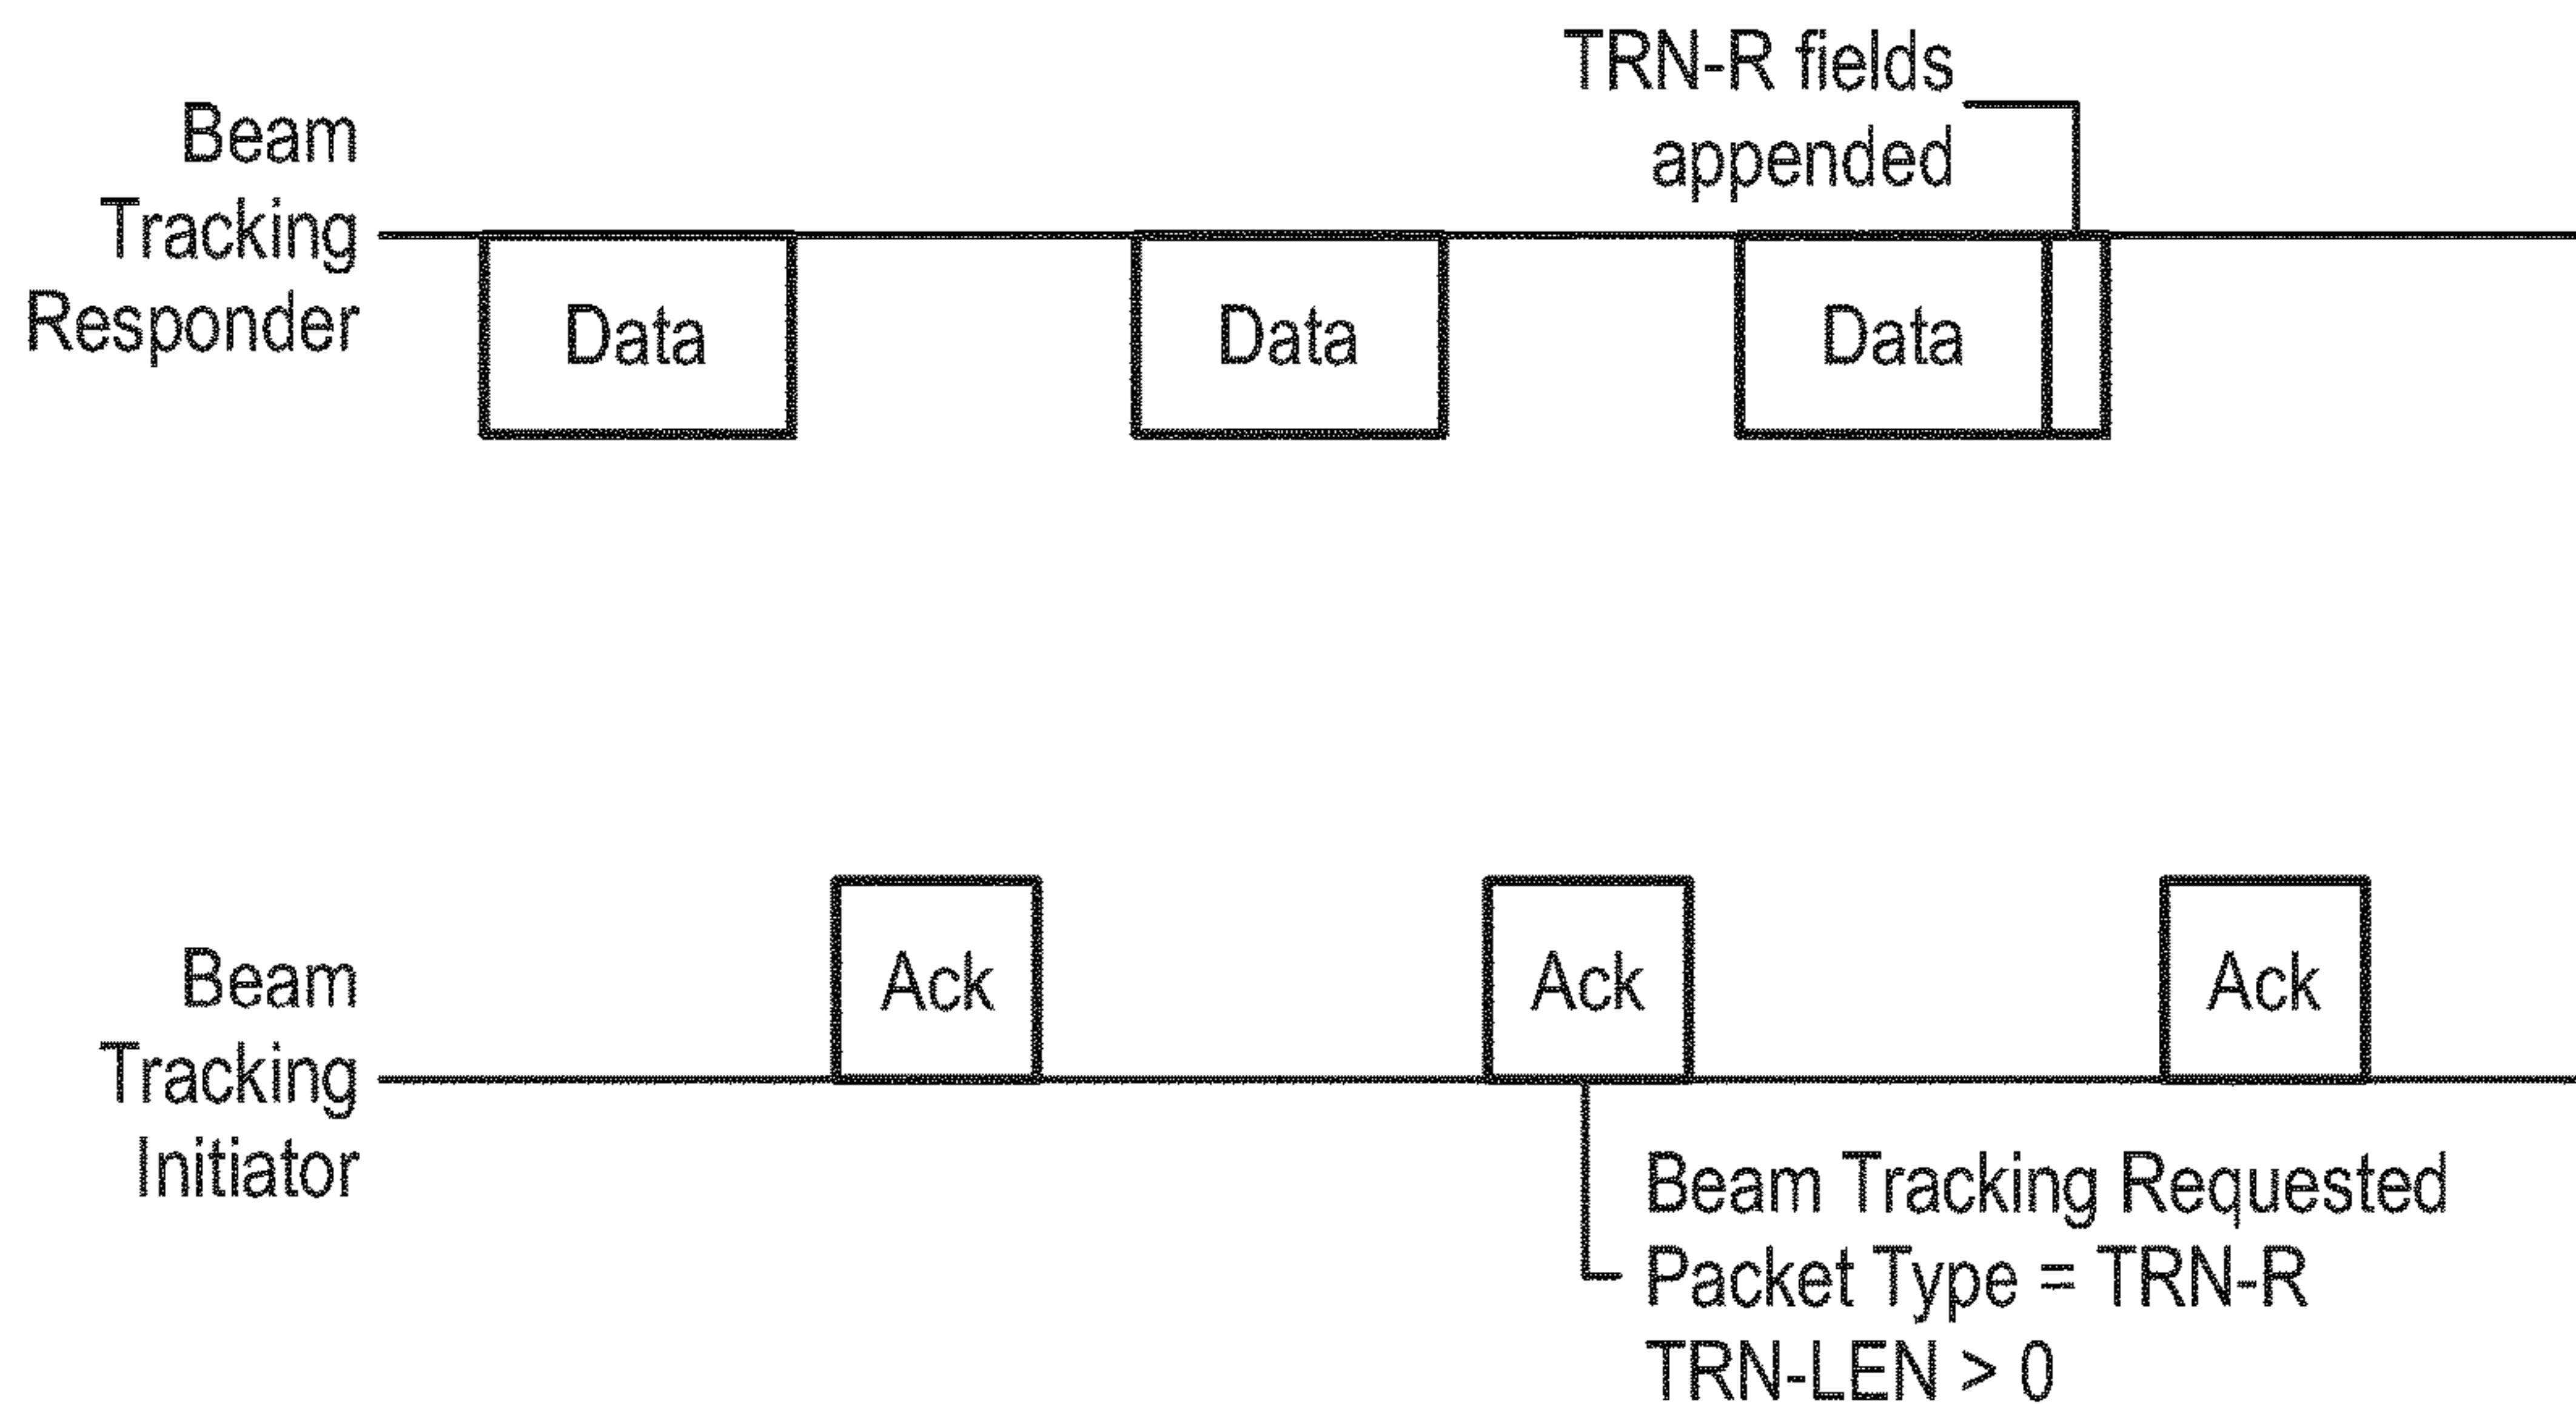 TRN-R fields
appended
Beam
Tracking
Responder
Data
Data
Data
Beam
Tracking
Initiator
Ack
Ack
Ack
Beam Tracking Requested
Packet Type = TRN-R
TRN-LEN > 0